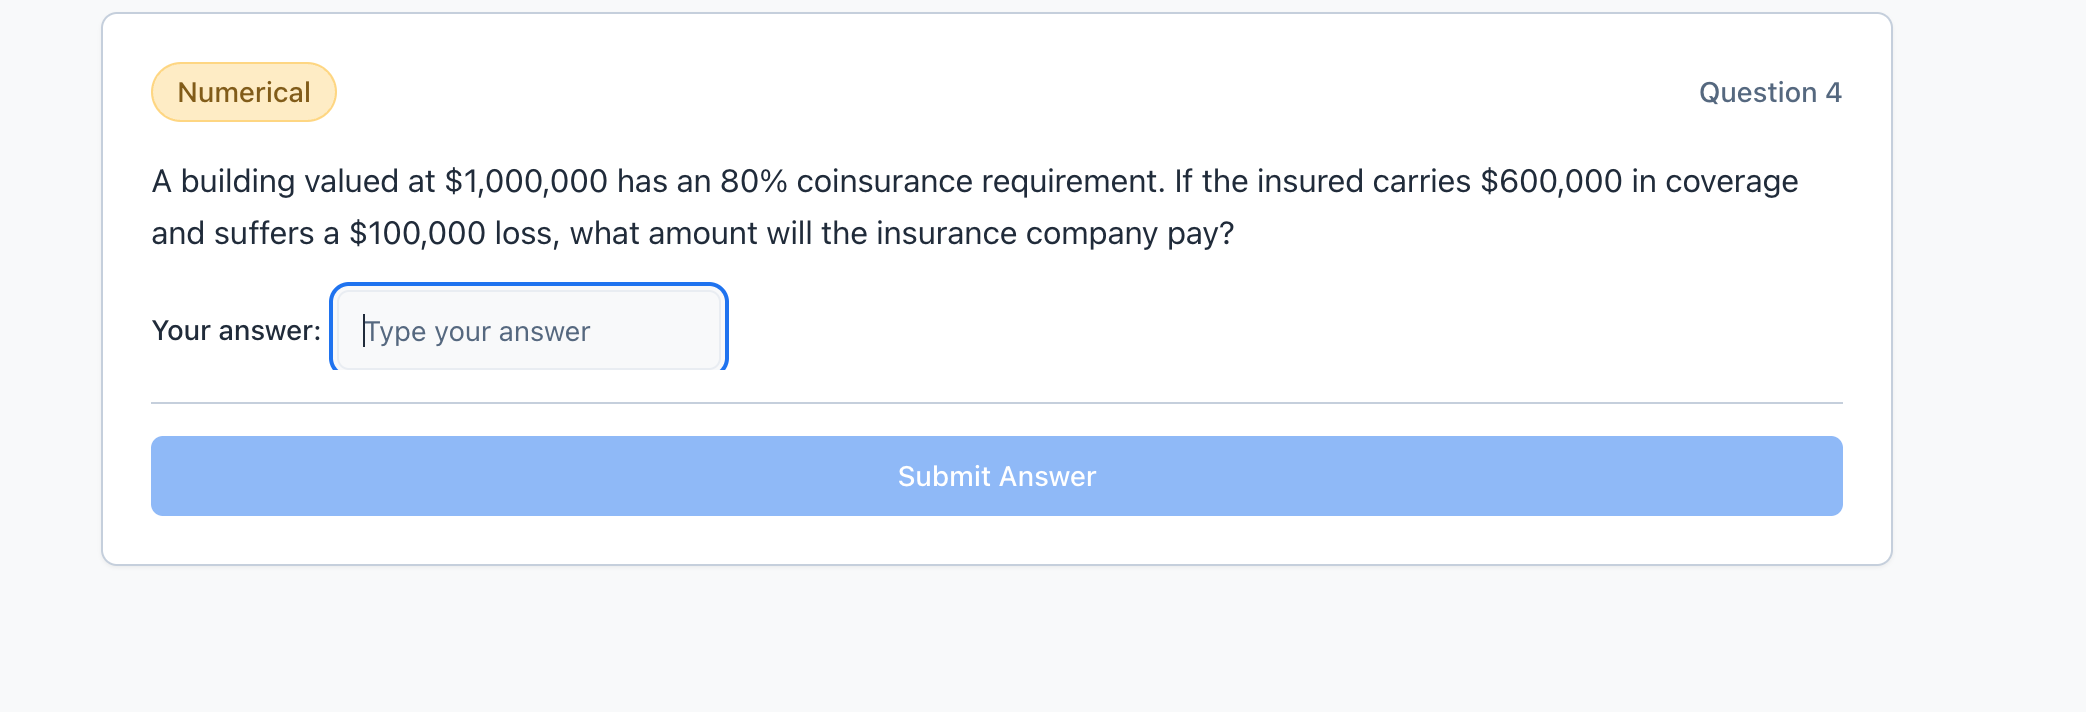 Numerical
Question 4
A building valued at $1,000,000 has an 80% coinsurance requirement. If the insured carries $600,000 in coverage
and suffers a $100,000 loss, what amount will the insurance company pay?
Your answer: Type your answer
Submit Answer